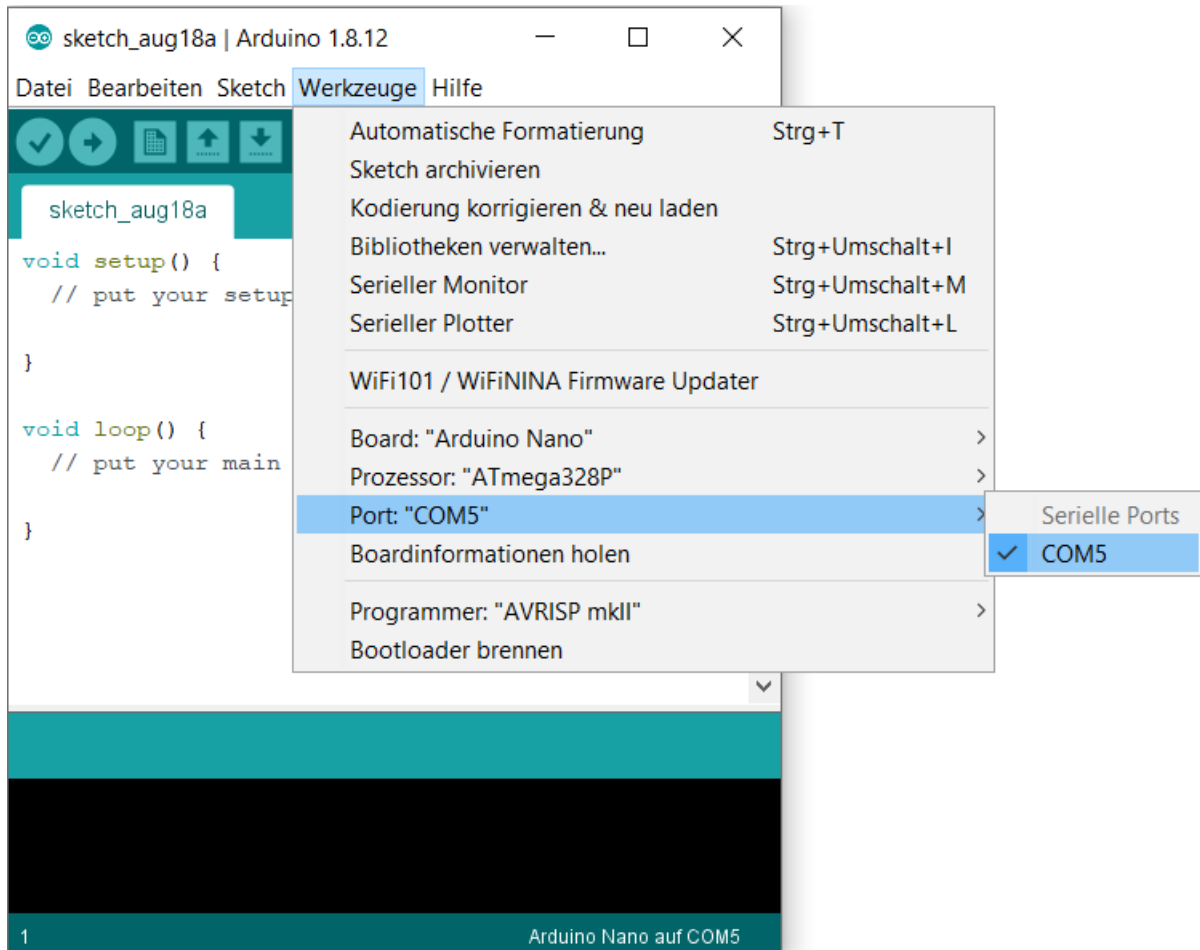 sketch_aug18a | Arduino 1.8.12
Datei Bearbeiten Sketch Werkzeuge Hilfe
Automatische Formatierung Strg+T
Sketch archivieren
Kodierung korrigieren & neu laden
Bibliotheken verwalten... Strg+Umschalt+I
Serieller Monitor Strg+Umschalt+M
Serieller Plotter Strg+Umschalt+L
WiFi101 / WiFiNINA Firmware Updater
Board: "Arduino Nano"
Prozessor: "ATmega328P"
Port: "COM5"
Boardinformationen holen
Programmer: "AVRISP mkII"
Bootloader brennen
Serielle Ports
COM5
sketch_aug18a
void setup() {
// put your setup
}
void loop() {
// put your main
}
1 Arduino Nano auf COM5